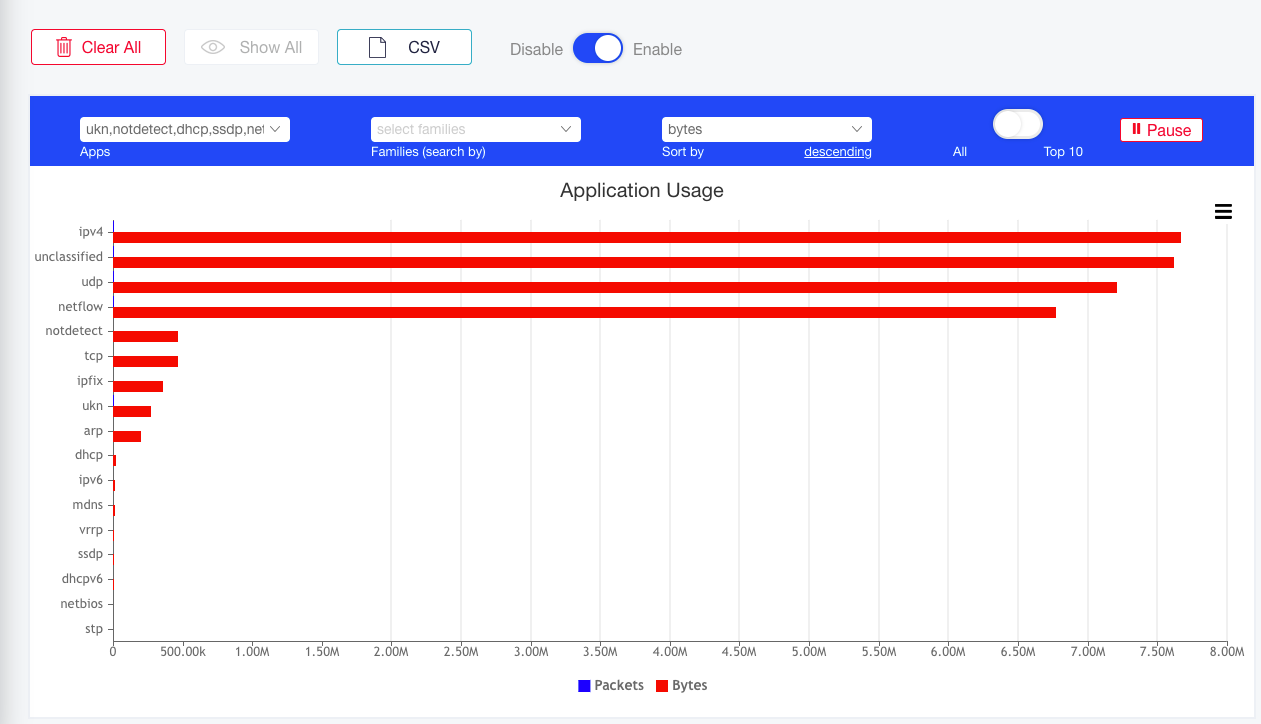 Clear All
Show All
CSV
Disable
Enable
ukn,notdetect,dhcp,ssdp,net
select families
bytes
Pause
Apps
Families (search by)
Sort by
descending
All
Top 10
Application Usage
ipv4
unclassified
udp
netflow
notdetect
tcp
ipfix
ukn
arp
dhcp
ipv6
mdns
vrrp
ssdp
dhcpv6
netbios
stp
0 500.00k 1.00M 1.50M 2.00M 2.50M 3.00M 3.50M 4.00M 4.50M 5.00M 5.50M 6.00M 6.50M 7.00M 7.50M 8.00M
Packets Bytes